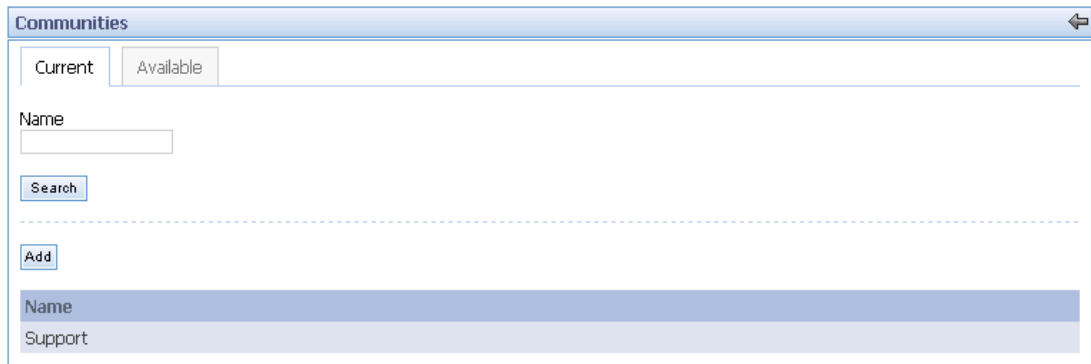 Communities
Current Available
Name
Search
Add
Name
Support